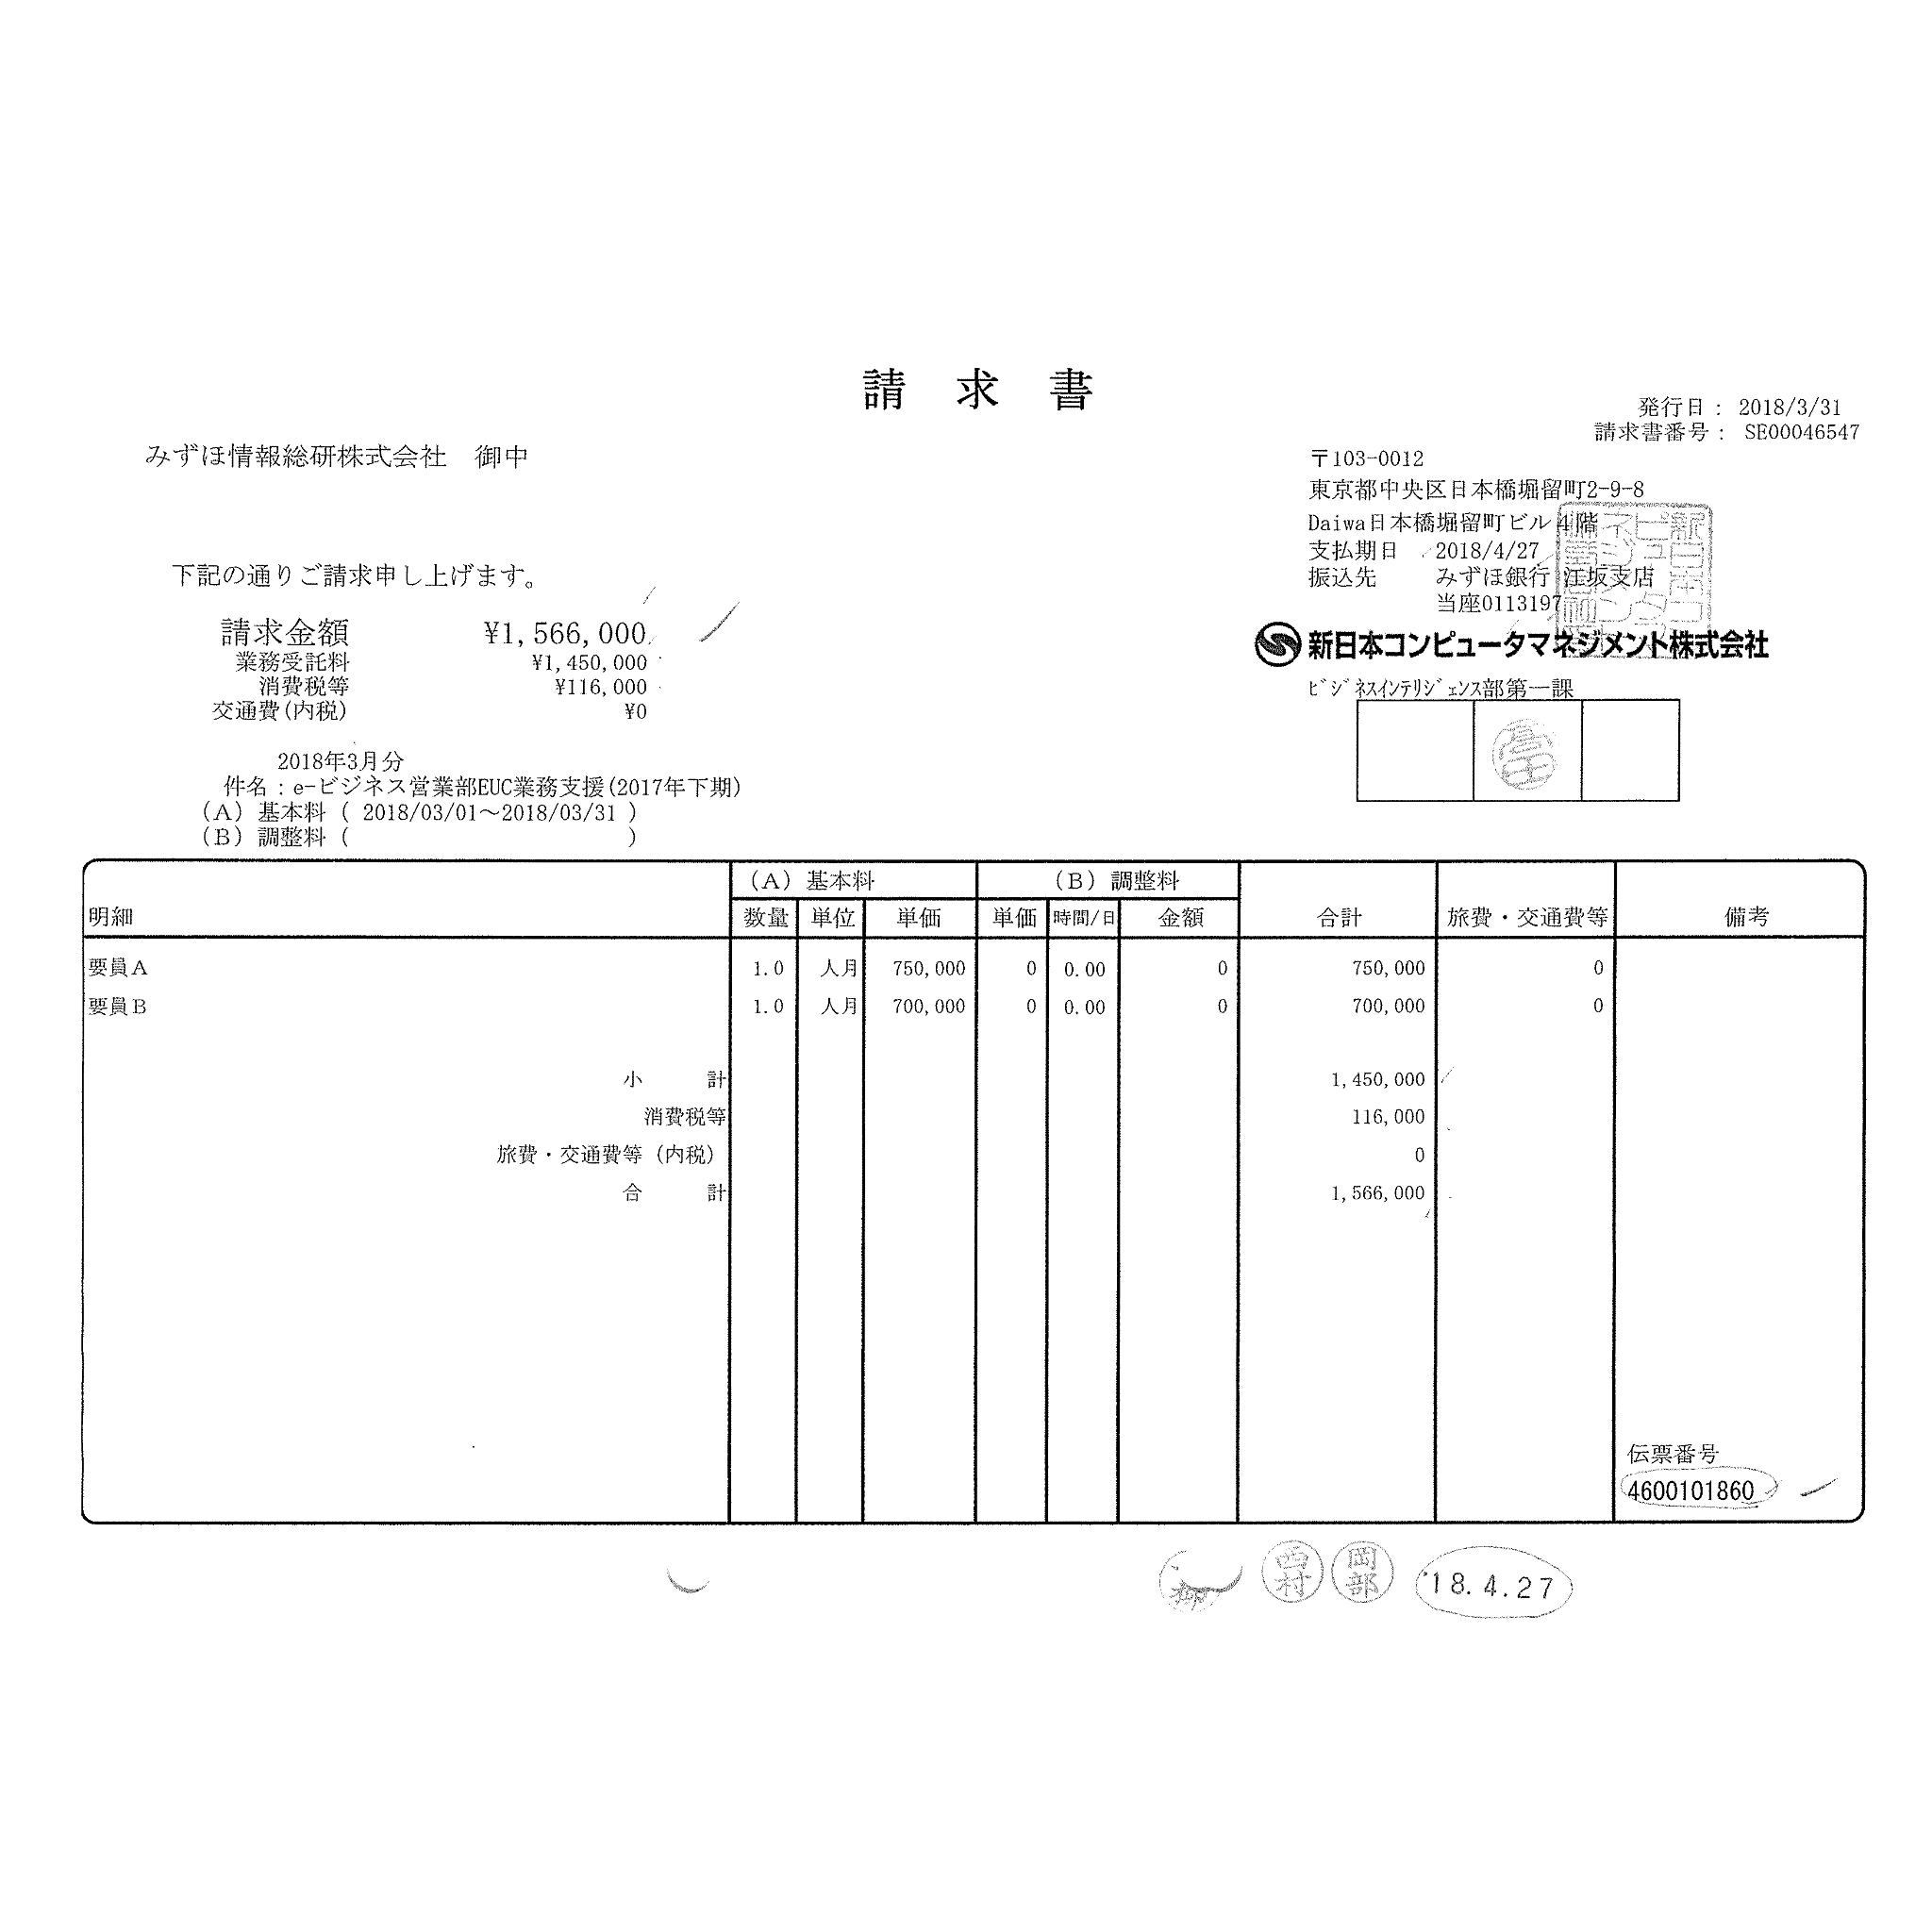 請 求 書
発行日： 2018/3/31
請求書番号： SE00046547
みずほ情報総研株式会社 御中
〒103-0012
東京都中央区日本橋堀留町2-9-8
Daiwa日本橋堀留町ビル４階
支払期日 2018/4/27
振込先 みずほ銀行 江坂支店
当座0113197
新日本コンピュータマネジメント株式会社
ﾋﾞｼﾞﾈｽｲﾝﾃﾘｼﾞｪﾝｽ部第一課
下記の通りご請求申し上げます。
請求金額 ¥1,566,000
業務受託料 ¥1,450,000
消費税等 ¥116,000
交通費(内税) ¥0
2018年3月分
件名：e-ビジネス営業部EUC業務支援(2017年下期)
（A）基本料 ( 2018/03/01～2018/03/31 )
（B）調整料 ( )
（A）基本料 （B）調整料
明細 数量 単位 単価 単価 時間/日 金額 合計 旅費・交通費等 備考
要員A 1.0 人月 750,000 0 0.00 0 750,000 0
要員B 1.0 人月 700,000 0 0.00 0 700,000 0
小 計 1,450,000
消費税等 116,000
旅費・交通費等（内税） 0
合 計 1,566,000
伝票番号
4600101860
西村 岡部 '18.4.27